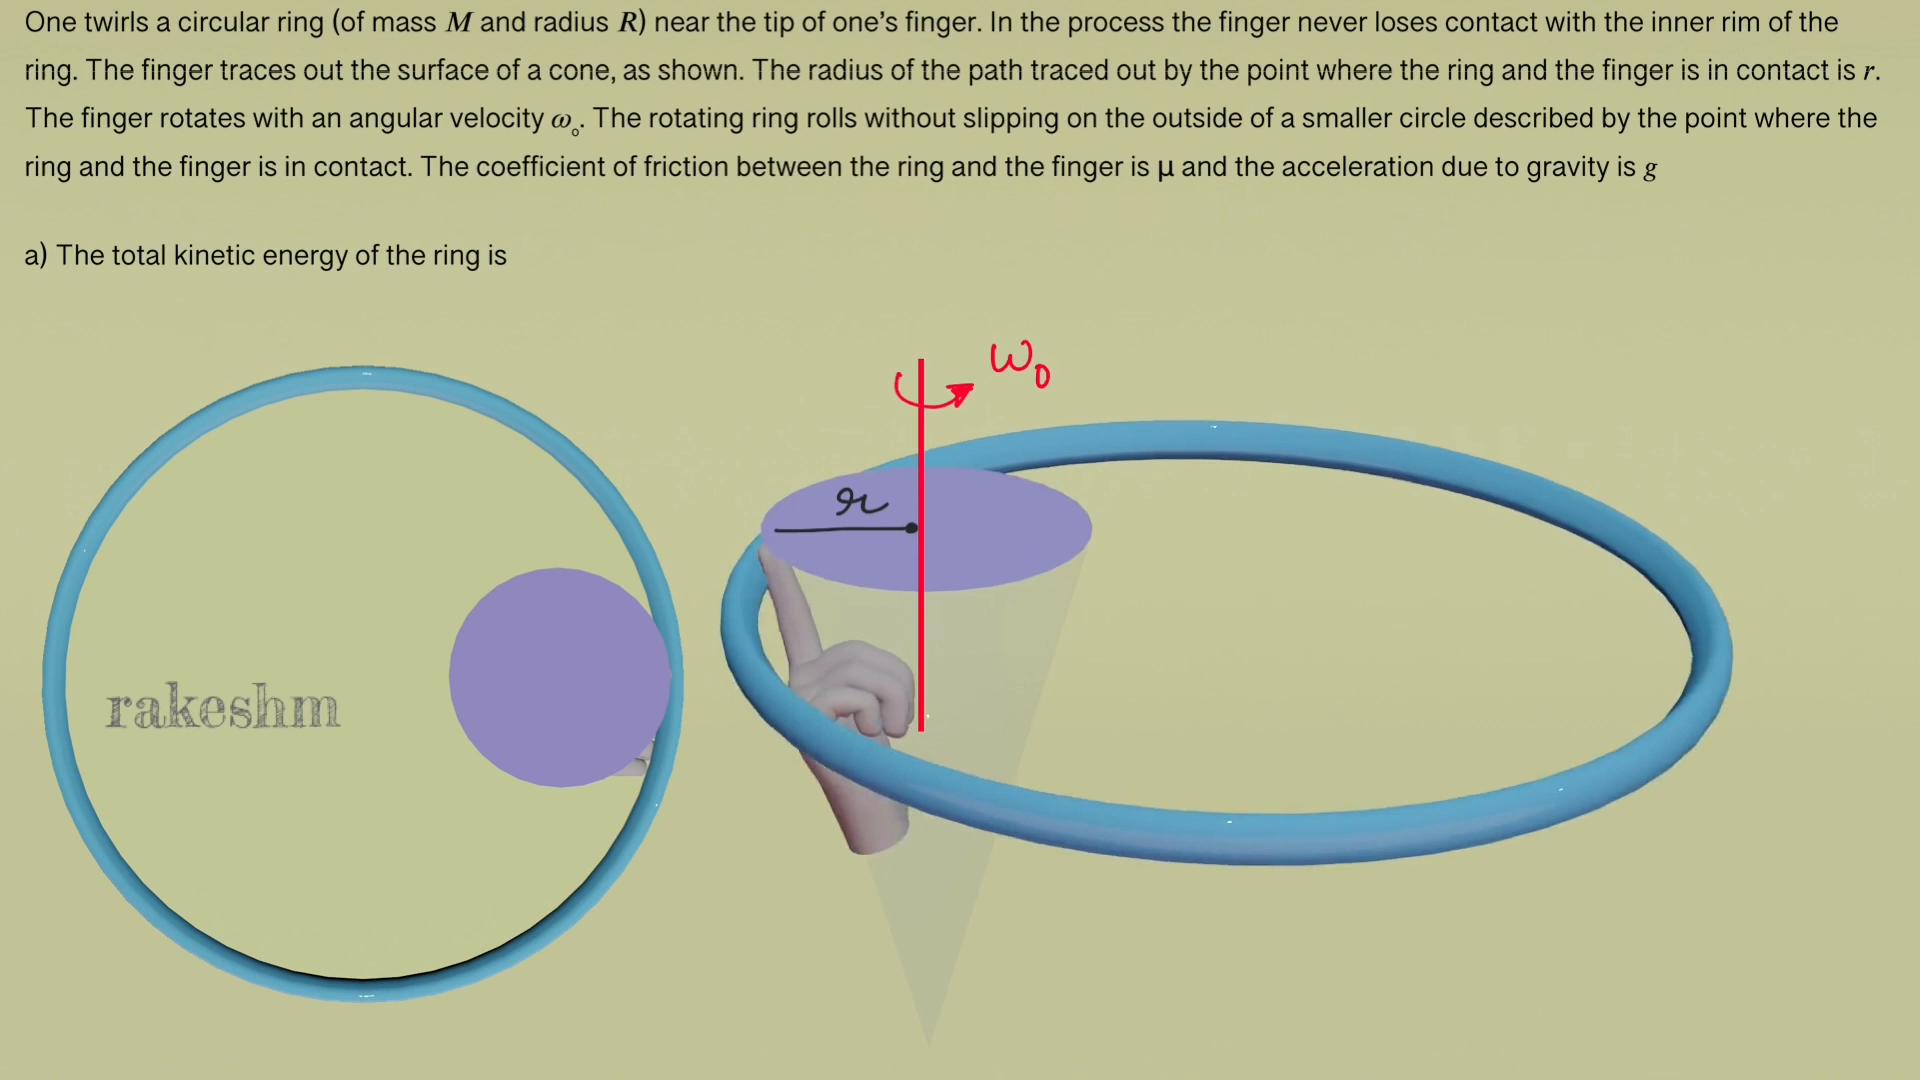 One twirls a circular ring (of mass M and radius R) near the tip of one’s finger. In the process the finger never loses contact with the inner rim of the
ring. The finger traces out the surface of a cone, as shown. The radius of the path traced out by the point where the ring and the finger is in contact is r.
The finger rotates with an angular velocity ω₀. The rotating ring rolls without slipping on the outside of a smaller circle described by the point where the
ring and the finger is in contact. The coefficient of friction between the ring and the finger is μ and the acceleration due to gravity is g
a) The total kinetic energy of the ring is
ω₀
r
rakeshm